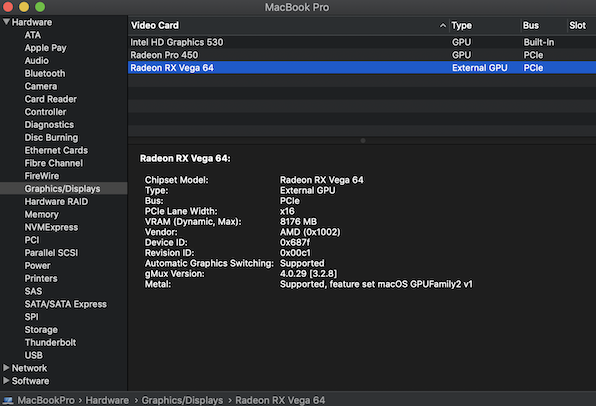 MacBook Pro
Hardware
ATA
Apple Pay
Audio
Bluetooth
Camera
Card Reader
Controller
Diagnostics
Disc Burning
Ethernet Cards
Fibre Channel
FireWire
Graphics/Displays
Hardware RAID
Memory
NVMExpress
PCI
Parallel SCSI
Power
Printers
SAS
SATA/SATA Express
SPI
Storage
Thunderbolt
USB
Network
Software
Video Card Type Bus Slot
Intel HD Graphics 530 GPU Built-In
Radeon Pro 450 GPU PCIe
Radeon RX Vega 64 External GPU PCIe
Radeon RX Vega 64:
Chipset Model: Radeon RX Vega 64
Type: External GPU
Bus: PCIe
PCIe Lane Width: x16
VRAM (Dynamic, Max): 8176 MB
Vendor: AMD (0x1002)
Device ID: 0x687f
Revision ID: 0x00c1
Automatic Graphics Switching: Supported
gMux Version: 4.0.29 [3.2.8]
Metal: Supported, feature set macOS GPUFamily2 v1
MacBookPro › Hardware › Graphics/Displays › Radeon RX Vega 64